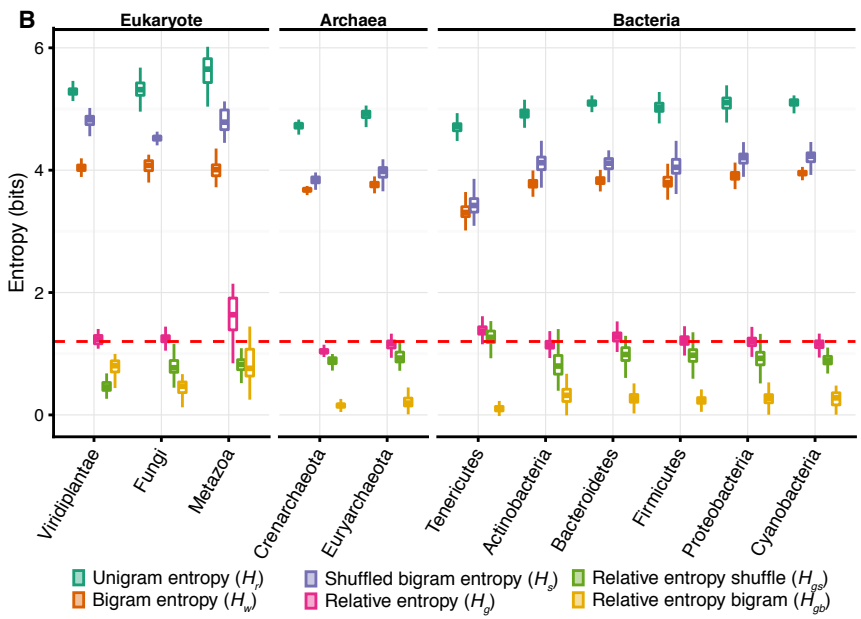 B
Eukaryote Archaea Bacteria
Entropy (bits)
6
4
2
0
Viridiplantae
Fungi
Metazoa
Crenarchaeota
Euryarchaeota
Tenericutes
Actinobacteria
Bacteroidetes
Firmicutes
Proteobacteria
Cyanobacteria
Unigram entropy (Hr) Shuffled bigram entropy (Hs) Relative entropy shuffle (Hgs)
Bigram entropy (Hw) Relative entropy (Hg) Relative entropy bigram (Hgb)